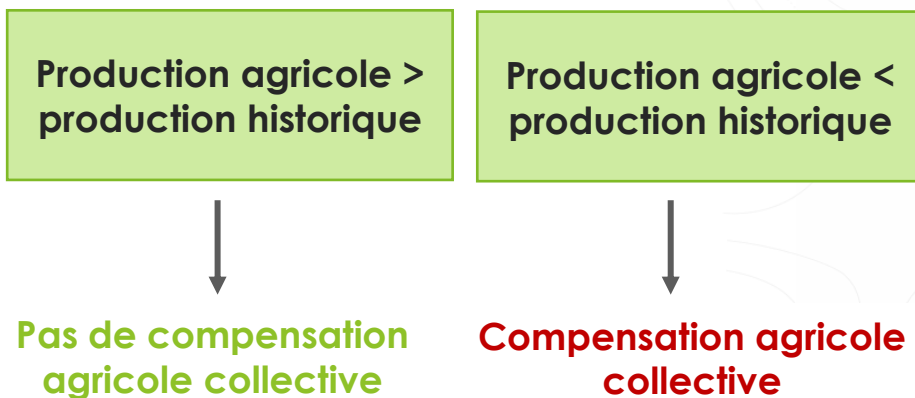 Production agricole >
production historique
Production agricole <
production historique
Pas de compensation
agricole collective
Compensation agricole
collective